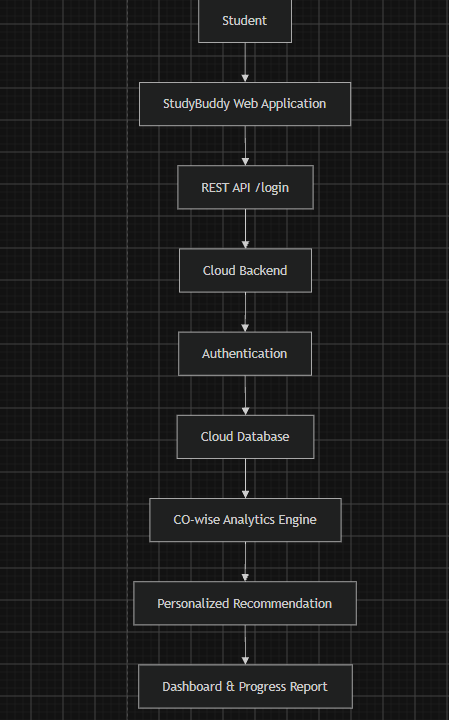 Student
StudyBuddy Web Application
REST API /login
Cloud Backend
Authentication
Cloud Database
CO-wise Analytics Engine
Personalized Recommendation
Dashboard & Progress Report